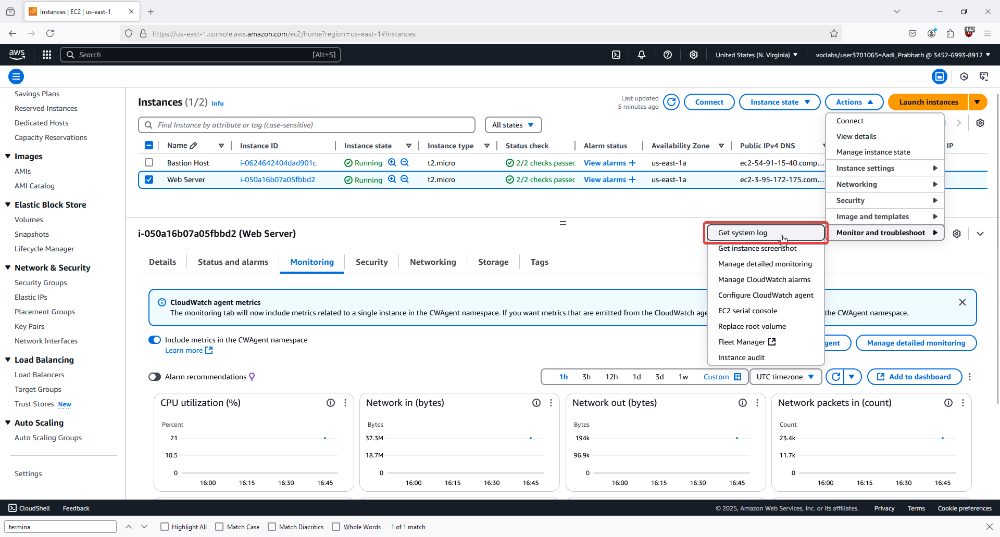 Instances | EC2 | us-east-1
https://us-east-1.console.aws.amazon.com/ec2/home?region=us-east-1#Instances:
142
aws
Search
[Alt+S]
United States (N. Virginia)
voclabs/user3701065=Aadi_Prabhath @ 3452-6993-8912
Savings Plans
Reserved Instances
Dedicated Hosts
Capacity Reservations
Images
AMIs
AMI Catalog
Elastic Block Store
Volumes
Snapshots
Lifecycle Manager
Network & Security
Security Groups
Elastic IPs
Placement Groups
Key Pairs
Network Interfaces
Load Balancing
Load Balancers
Target Groups
Trust Stores New
Auto Scaling
Auto Scaling Groups
Settings
Instances (1/2) Info
Last updated
5 minutes ago
Connect
Instance state
Actions
Launch instances
Find Instance by attribute or tag (case-sensitive)
All states
Name Instance ID Instance state Instance type Status check Alarm status Availability Zone Public IPv4 DNS IP
Bastion Host i-0624642404dad901c Running t2.micro 2/2 checks passed View alarms us-east-1a ec2-54-91-15-40.comp...
Web Server i-050a16b07a05fbbd2 Running t2.micro 2/2 checks passed View alarms us-east-1a ec2-3-95-172-175.com...
Connect
View details
Manage instance state
Instance settings
Networking
Security
Image and templates
Monitor and troubleshoot
Get system log
Get instance screenshot
Manage detailed monitoring
Manage CloudWatch alarms
Configure CloudWatch agent
EC2 serial console
Replace root volume
Fleet Manager
Instance audit
i-050a16b07a05fbbd2 (Web Server)
Details Status and alarms Monitoring Security Networking Storage Tags
CloudWatch agent metrics
The monitoring tab will now include metrics related to a single instance in the CWAgent namespace. If you want metrics that are emitted from the CloudWatch age the CWAgent namespace.
Include metrics in the CWAgent namespace
Learn more
gent
Manage detailed monitoring
Alarm recommendations
1h 3h 12h 1d 3d 1w Custom
UTC timezone
Add to dashboard
CPU utilization (%)
Percent
21
10.5
0
16:00 16:15 16:30 16:45
Network in (bytes)
Bytes
37.3M
18.7M
0
16:00 16:15 16:30 16:45
Network out (bytes)
Bytes
194k
96.9k
0
16:00 16:15 16:30 16:45
Network packets in (count)
Count
23.4k
11.7k
0
16:00 16:15 16:30 16:45
CloudShell Feedback
© 2025, Amazon Web Services, Inc. or its affiliates.
Privacy Terms Cookie preferences
termina
Highlight All Match Case Match Diacritics Whole Words 1 of 1 match